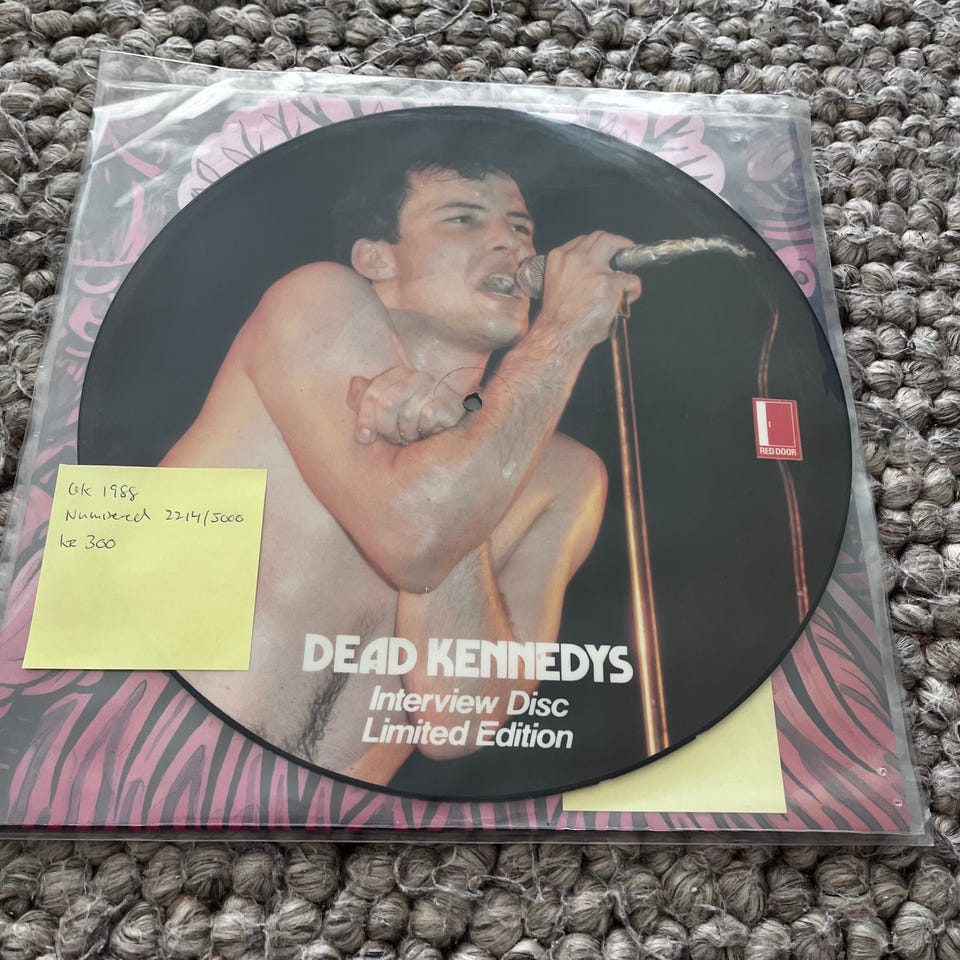 UK 1988
Numbered 2214/5000
kr 300
RED DOOR
DEAD KENNEDYS
Interview Disc
Limited Edition